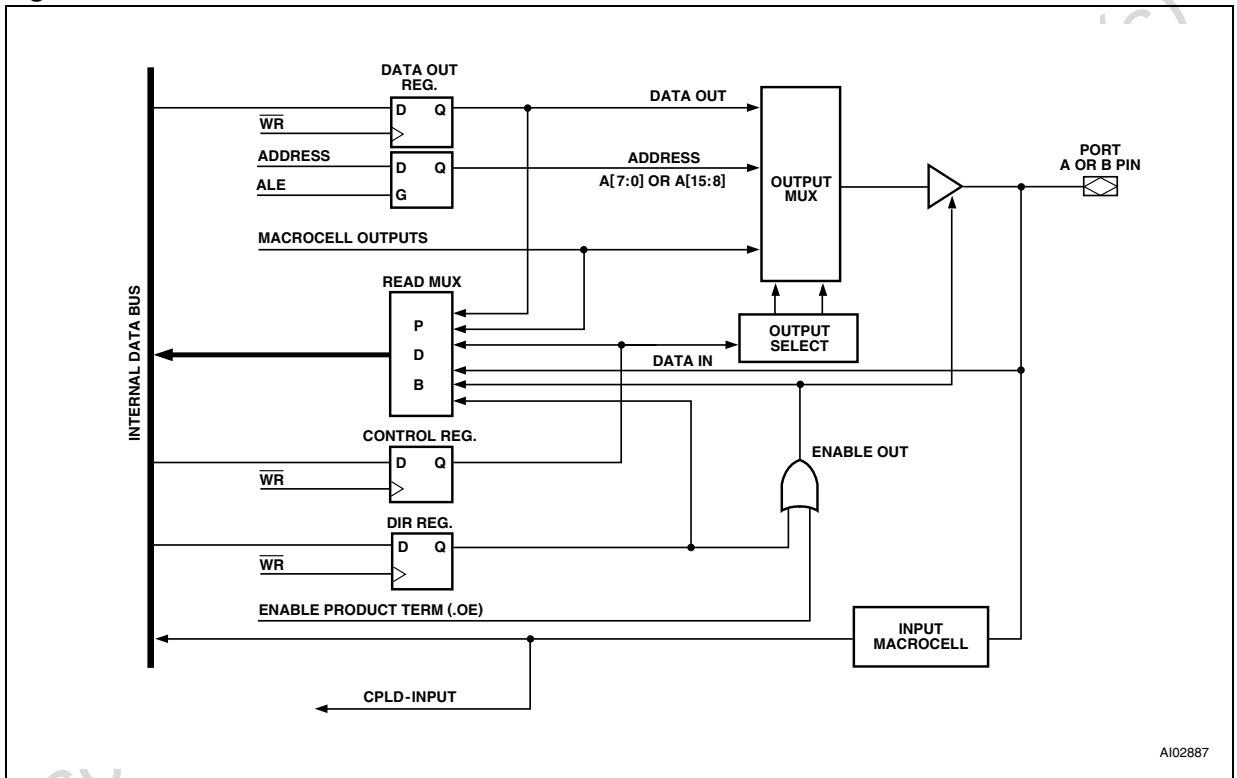 DATA OUT
REG.
D Q
WR
DATA OUT
ADDRESS
D Q
ALE
G
ADDRESS
A[7:0] OR A[15:8]
OUTPUT
MUX
PORT
A OR B PIN
MACROCELL OUTPUTS
READ MUX
P
D
B
OUTPUT
SELECT
DATA IN
INTERNAL DATA BUS
CONTROL REG.
D Q
WR
ENABLE OUT
DIR REG.
D Q
WR
ENABLE PRODUCT TERM (.OE)
INPUT
MACROCELL
CPLD-INPUT
AI02887